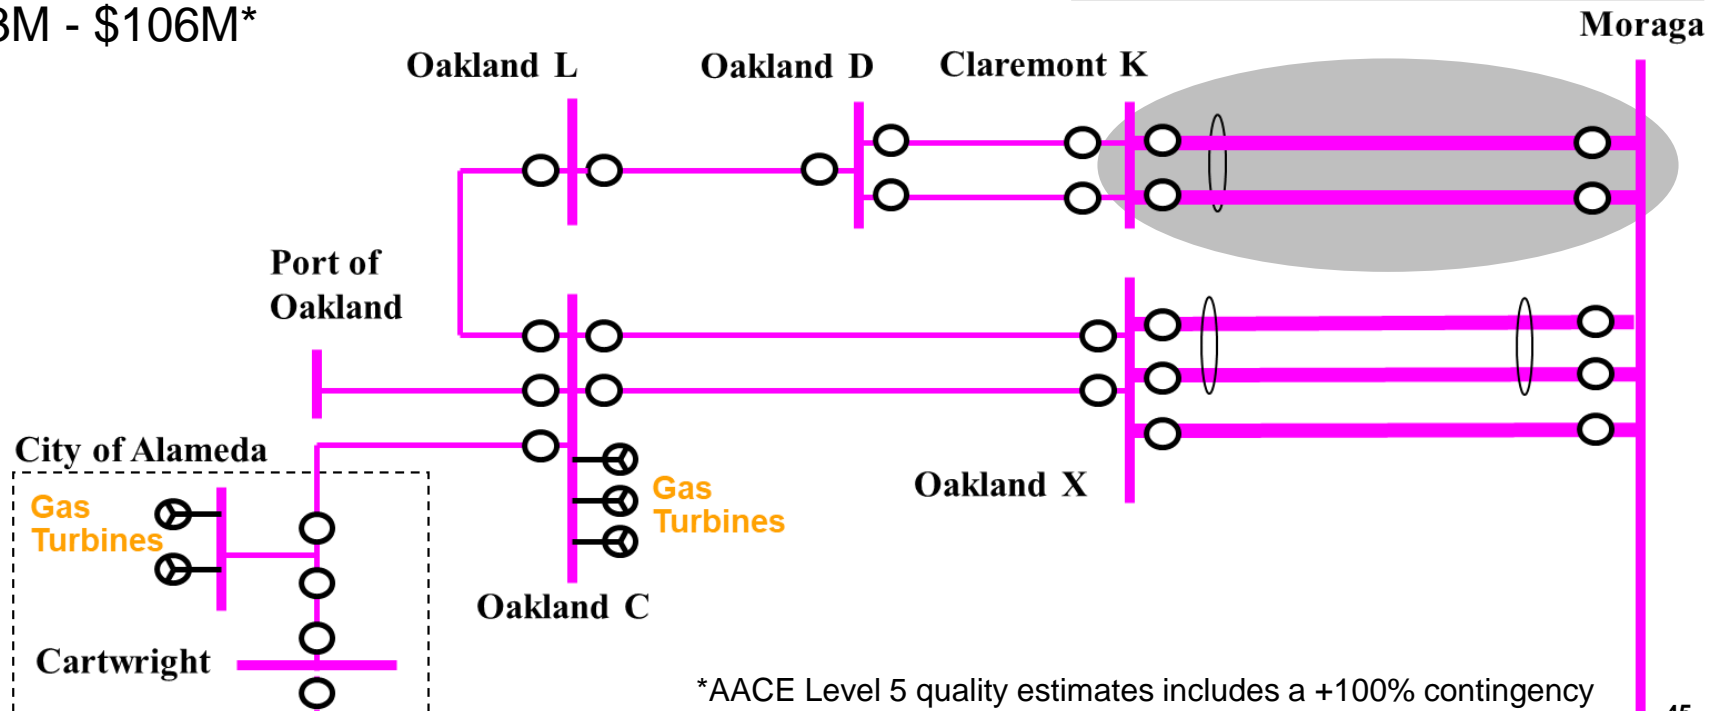 M - $106M*
Moraga
Oakland L
Oakland D
Claremont K
Port of
Oakland
City of Alameda
Gas
Turbines
Gas
Turbines
Oakland X
Oakland C
Cartwright
*AACE Level 5 quality estimates includes a +100% contingency